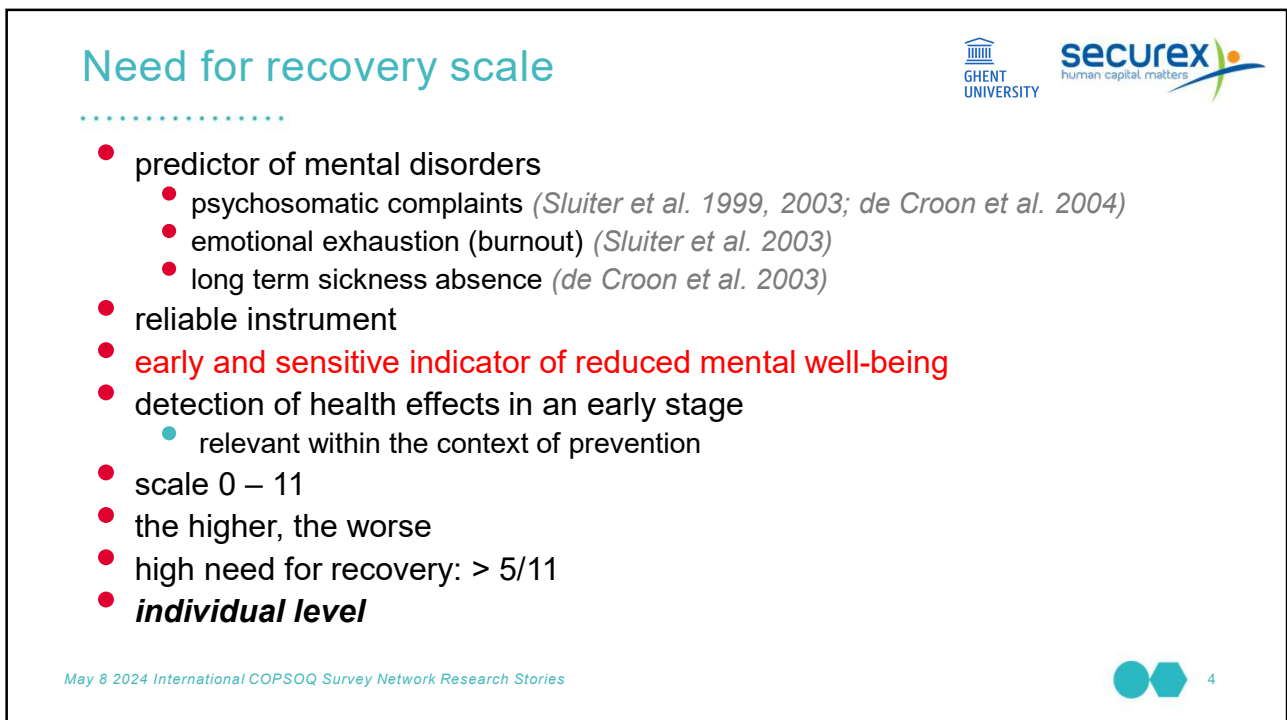 Need for recovery scale
GHENT
UNIVERSITY
securex
human capital matters
• predictor of mental disorders
• psychosomatic complaints (Sluiter et al. 1999, 2003; de Croon et al. 2004)
• emotional exhaustion (burnout) (Sluiter et al. 2003)
• long term sickness absence (de Croon et al. 2003)
• reliable instrument
• early and sensitive indicator of reduced mental well-being
• detection of health effects in an early stage
• relevant within the context of prevention
• scale 0 – 11
• the higher, the worse
• high need for recovery: > 5/11
• individual level
May 8 2024 International COPSOQ Survey Network Research Stories
4